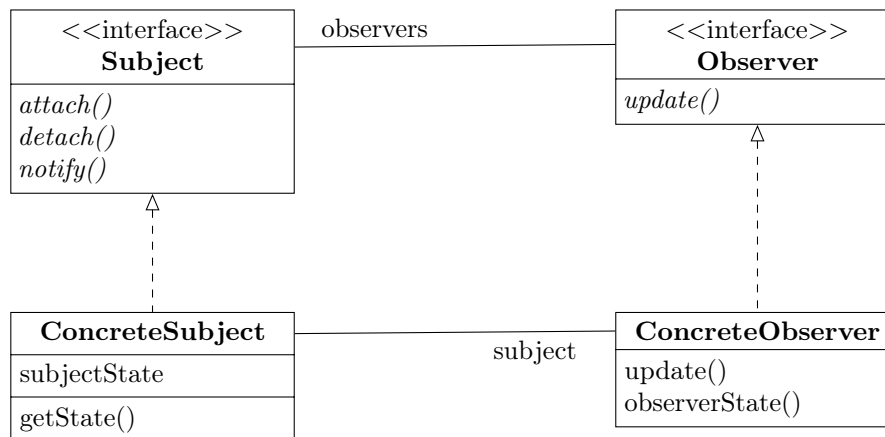 <<interface>>
Subject
attach()
detach()
notify()
observers
<<interface>>
Observer
update()
ConcreteSubject
subjectState
getState()
subject
ConcreteObserver
update()
observerState()